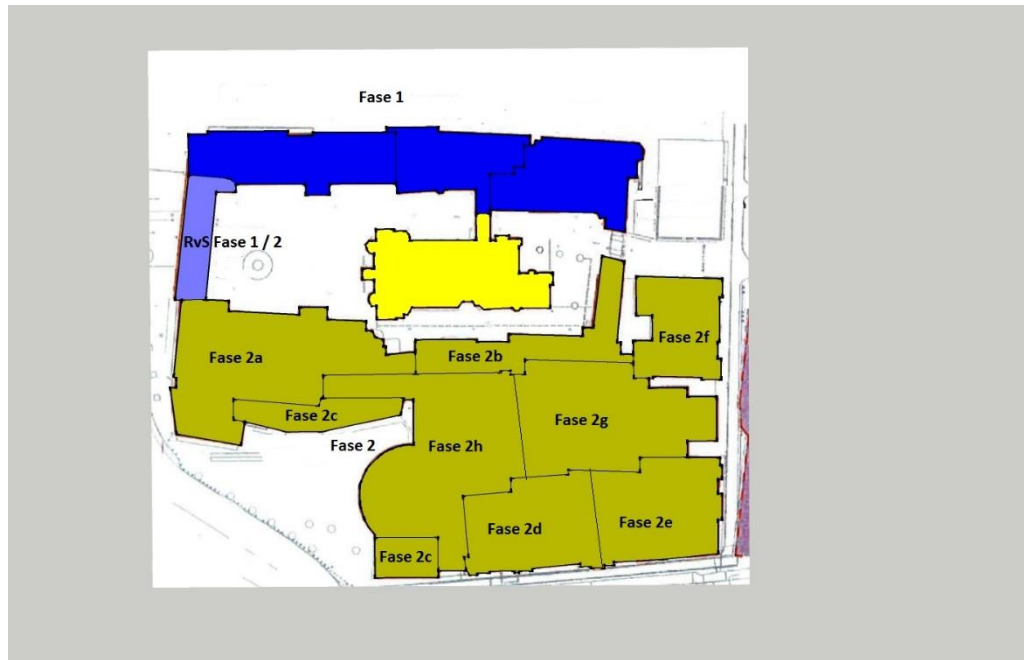 Fase 1
RvS Fase 1 / 2
Fase 2a
Fase 2b
Fase 2f
Fase 2c
Fase 2
Fase 2h
Fase 2g
Fase 2d
Fase 2e
Fase 2c